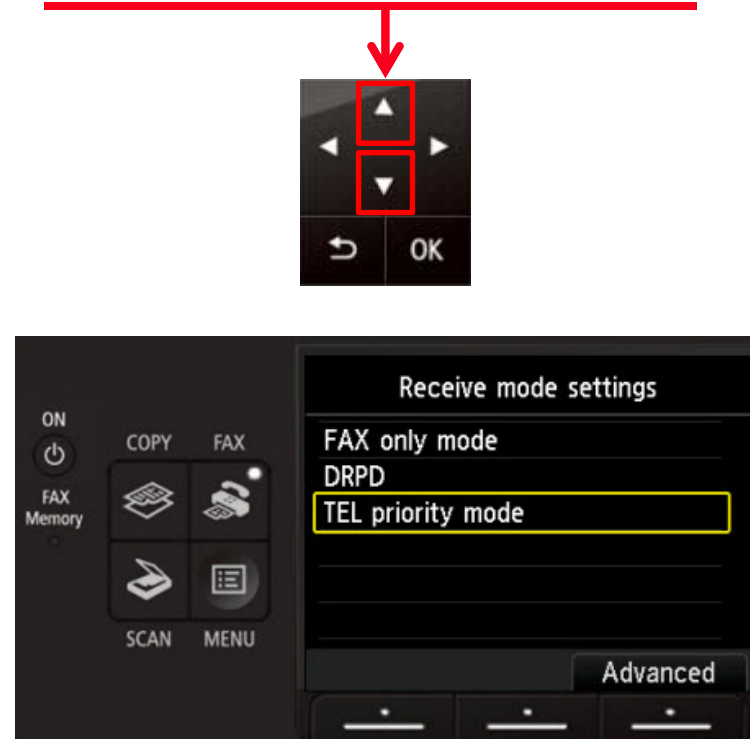 OK
Receive mode settings
ON
COPY FAX
FAX only mode
DRPD
FAX
Memory
TEL priority mode
SCAN MENU
Advanced